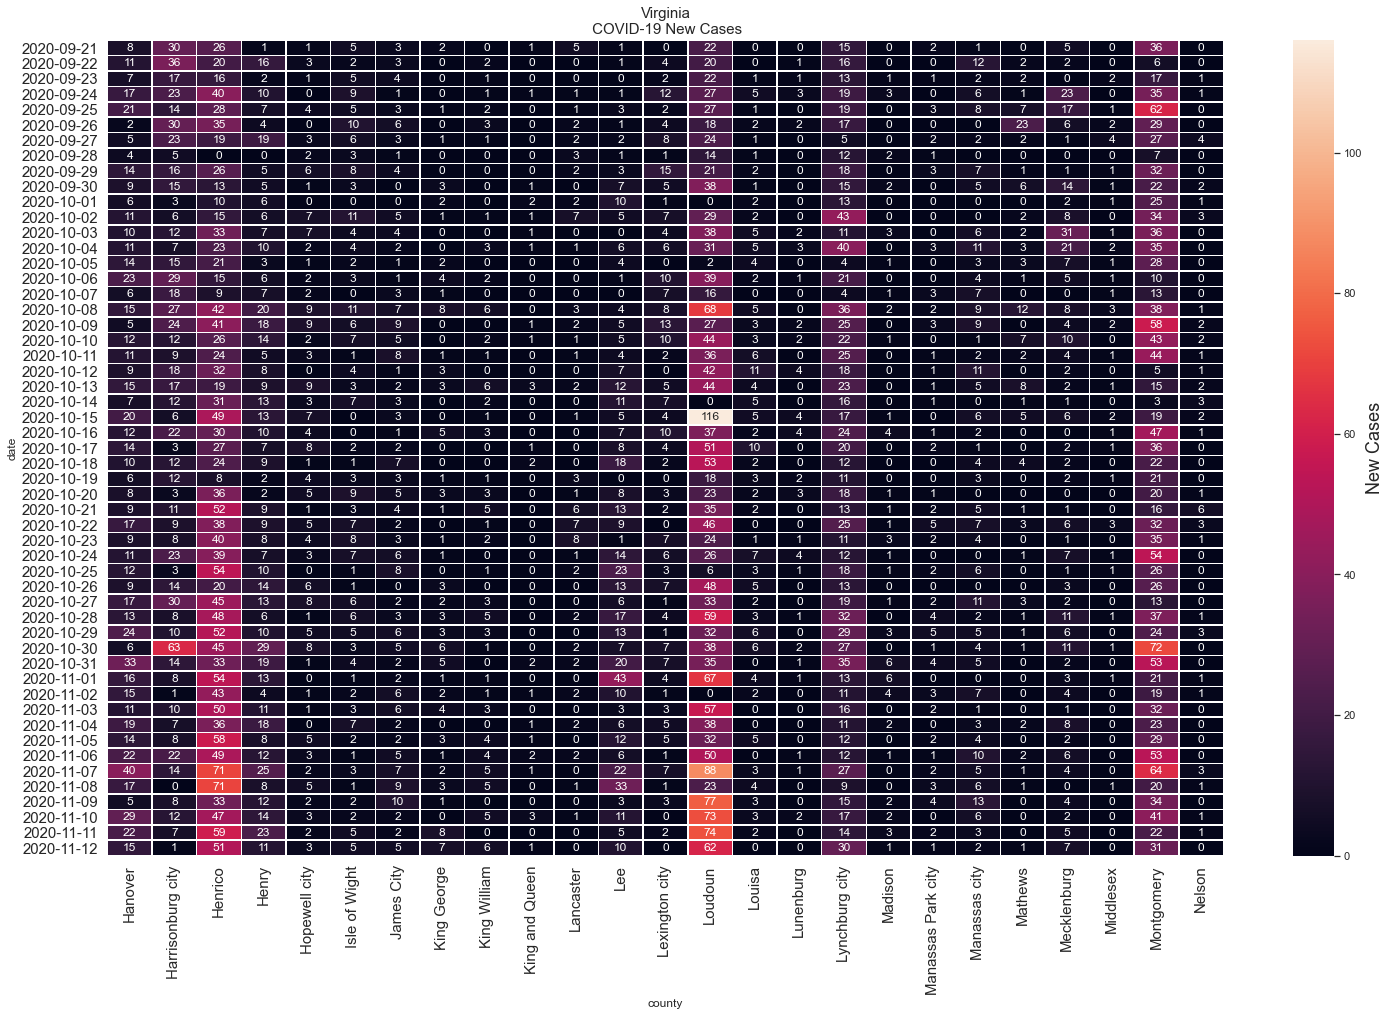 Virginia
COVID-19 New Cases
2020-09-21 8 30 26 1 1 5 3 2 0 1 5 1 0 22 0 0 15 0 2 1 0 5 0 36 0
2020-09-22 11 36 20 16 3 2 3 0 2 0 0 1 4 20 0 1 16 0 0 12 2 2 0 6 0
2020-09-23 7 17 16 2 1 5 4 0 1 0 0 0 2 22 1 1 13 1 1 2 2 0 2 17 1
2020-09-24 17 23 40 10 0 9 1 0 1 1 1 1 12 27 5 3 19 3 0 6 1 23 0 35 1
2020-09-25 21 14 28 7 4 5 3 1 2 0 1 3 2 27 1 0 19 0 3 8 7 17 1 62 0
2020-09-26 2 30 35 4 0 10 6 0 3 0 2 1 4 18 2 2 17 0 0 0 23 6 2 29 0
2020-09-27 5 23 19 19 3 6 3 1 1 0 2 2 8 24 1 0 5 0 2 2 2 1 4 27 4
2020-09-28 4 5 0 0 2 3 1 0 0 0 3 1 1 14 1 0 12 2 1 0 0 0 0 7 0
2020-09-29 14 16 26 5 6 8 4 0 0 0 2 3 15 21 2 0 18 0 3 7 1 1 1 32 0
2020-09-30 9 15 13 5 1 3 0 3 0 1 0 7 5 38 1 0 15 2 0 5 6 14 1 22 2
2020-10-01 6 3 10 6 0 0 0 2 0 2 2 10 1 0 2 0 13 0 0 0 0 2 1 25 1
2020-10-02 11 6 15 6 7 11 5 1 1 1 7 5 7 29 2 0 43 0 0 0 2 8 0 34 3
2020-10-03 10 12 33 7 7 4 4 0 0 1 0 0 4 38 5 2 11 3 0 6 2 31 1 36 0
2020-10-04 11 7 23 10 2 4 2 0 3 1 1 6 6 31 5 3 40 0 3 11 3 21 2 35 0
2020-10-05 14 15 21 3 1 2 1 2 0 0 0 4 0 2 4 0 4 1 0 3 3 7 1 28 0
2020-10-06 23 29 15 6 2 3 1 4 2 0 0 1 10 39 2 1 21 0 0 4 1 5 1 10 0
2020-10-07 6 18 9 7 2 0 3 1 0 0 0 0 7 16 0 0 4 1 3 7 0 0 1 13 0
2020-10-08 15 27 42 20 9 11 7 8 6 0 3 4 8 68 5 0 36 2 2 9 12 8 3 38 1
2020-10-09 5 24 41 18 9 6 9 0 0 1 2 5 13 27 3 2 25 0 3 9 0 4 2 58 2
2020-10-10 12 12 26 14 2 7 5 0 2 1 1 5 10 44 3 2 22 1 0 1 7 10 0 43 2
2020-10-11 11 9 24 5 3 1 8 1 1 0 1 4 2 36 6 0 25 0 1 2 2 4 1 44 1
2020-10-12 9 18 32 8 0 4 1 3 0 0 0 7 0 42 11 4 18 0 1 11 0 2 0 5 1
2020-10-13 15 17 19 9 9 3 2 3 6 3 2 12 5 44 4 0 23 0 1 5 8 2 1 15 2
2020-10-14 7 12 31 13 3 7 3 0 2 0 0 11 7 0 5 0 16 0 1 0 1 1 0 3 3
2020-10-15 20 6 49 13 7 0 3 0 1 0 1 5 4 116 5 4 17 1 0 6 5 6 2 19 2
2020-10-16 12 22 30 10 4 0 1 5 3 0 0 7 10 37 2 4 24 4 1 2 0 0 0 47 1
2020-10-17 14 3 27 7 8 2 2 0 0 1 0 8 4 51 10 0 20 0 2 1 0 2 1 36 0
2020-10-18 10 12 24 9 1 1 7 0 0 2 0 18 2 53 2 0 12 0 0 4 4 2 0 22 0
2020-10-19 6 12 8 2 4 3 3 1 1 0 3 0 0 18 3 2 11 0 0 3 0 2 1 21 0
2020-10-20 8 3 36 2 5 9 5 3 3 0 1 8 3 23 2 3 18 1 1 0 0 0 0 20 1
2020-10-21 9 11 52 9 1 3 4 1 5 0 6 13 2 35 2 0 13 1 2 5 1 1 0 16 6
2020-10-22 17 9 38 9 5 7 2 0 1 0 7 9 0 46 0 0 25 1 5 7 3 6 3 32 3
2020-10-23 9 8 40 8 4 8 3 1 2 0 8 1 7 24 1 1 11 3 2 4 0 1 0 35 1
2020-10-24 11 23 39 7 3 7 6 1 0 0 1 14 6 26 7 4 12 1 0 0 1 7 1 54 0
2020-10-25 12 3 54 10 0 1 8 0 1 0 2 23 3 6 3 1 18 1 2 6 0 1 1 26 0
2020-10-26 9 14 20 14 6 1 0 3 0 0 0 13 7 48 5 0 13 0 0 0 0 3 0 26 0
2020-10-27 17 30 45 13 8 6 2 2 3 0 0 6 1 33 2 0 19 1 2 11 3 2 0 13 0
2020-10-28 13 8 48 6 1 6 3 3 5 0 2 17 4 59 3 1 32 0 4 2 1 11 1 37 1
2020-10-29 24 10 52 10 5 5 6 3 3 0 0 13 1 32 6 0 29 3 5 5 1 6 0 24 3
2020-10-30 6 63 45 29 8 3 5 6 1 0 2 7 7 38 6 2 27 0 1 4 1 11 1 72 0
2020-10-31 33 14 33 19 1 4 2 5 0 2 2 20 7 35 0 1 35 6 4 5 0 2 0 53 0
2020-11-01 16 8 54 13 0 1 2 1 1 0 0 43 4 67 4 1 13 6 0 0 0 3 1 21 1
2020-11-02 15 1 43 4 1 2 6 2 1 1 2 10 1 0 2 0 11 4 3 7 0 4 0 19 1
2020-11-03 11 10 50 11 1 3 6 4 3 0 0 3 3 57 0 0 16 0 2 1 0 1 0 32 0
2020-11-04 19 7 36 18 0 7 2 0 0 1 2 6 5 38 0 0 11 2 0 3 2 8 0 23 0
2020-11-05 14 8 58 8 5 2 2 3 4 1 0 12 5 32 5 0 12 0 2 4 0 2 0 29 0
2020-11-06 22 22 49 12 3 1 5 1 4 2 2 6 1 50 0 1 12 1 1 10 2 6 0 53 0
2020-11-07 40 14 71 25 2 3 7 2 5 1 0 22 7 88 3 1 27 0 2 5 1 4 0 64 3
2020-11-08 17 0 71 8 5 1 9 3 5 0 1 33 1 23 4 0 9 0 3 6 1 0 1 20 1
2020-11-09 5 8 33 12 2 2 10 1 0 0 0 3 3 77 3 0 15 2 4 13 0 4 0 34 0
2020-11-10 29 12 47 14 3 2 2 0 5 3 1 11 0 73 3 2 17 2 0 6 0 2 0 41 1
2020-11-11 22 7 59 23 2 5 2 8 0 0 0 5 2 74 2 0 14 3 2 3 0 5 0 22 1
2020-11-12 15 1 51 11 3 5 5 7 6 1 0 10 0 62 0 0 30 1 1 2 1 7 0 31 0
date
Hanover
Harrisonburg city
Henrico
Henry
Hopewell city
Isle of Wight
James City
King George
King William
King and Queen
Lancaster
Lee
Lexington city
Loudoun
Louisa
Lunenburg
Lynchburg city
Madison
Manassas Park city
Manassas city
Mathews
Mecklenburg
Middlesex
Montgomery
Nelson
county
100
80
60
40
20
0
New Cases